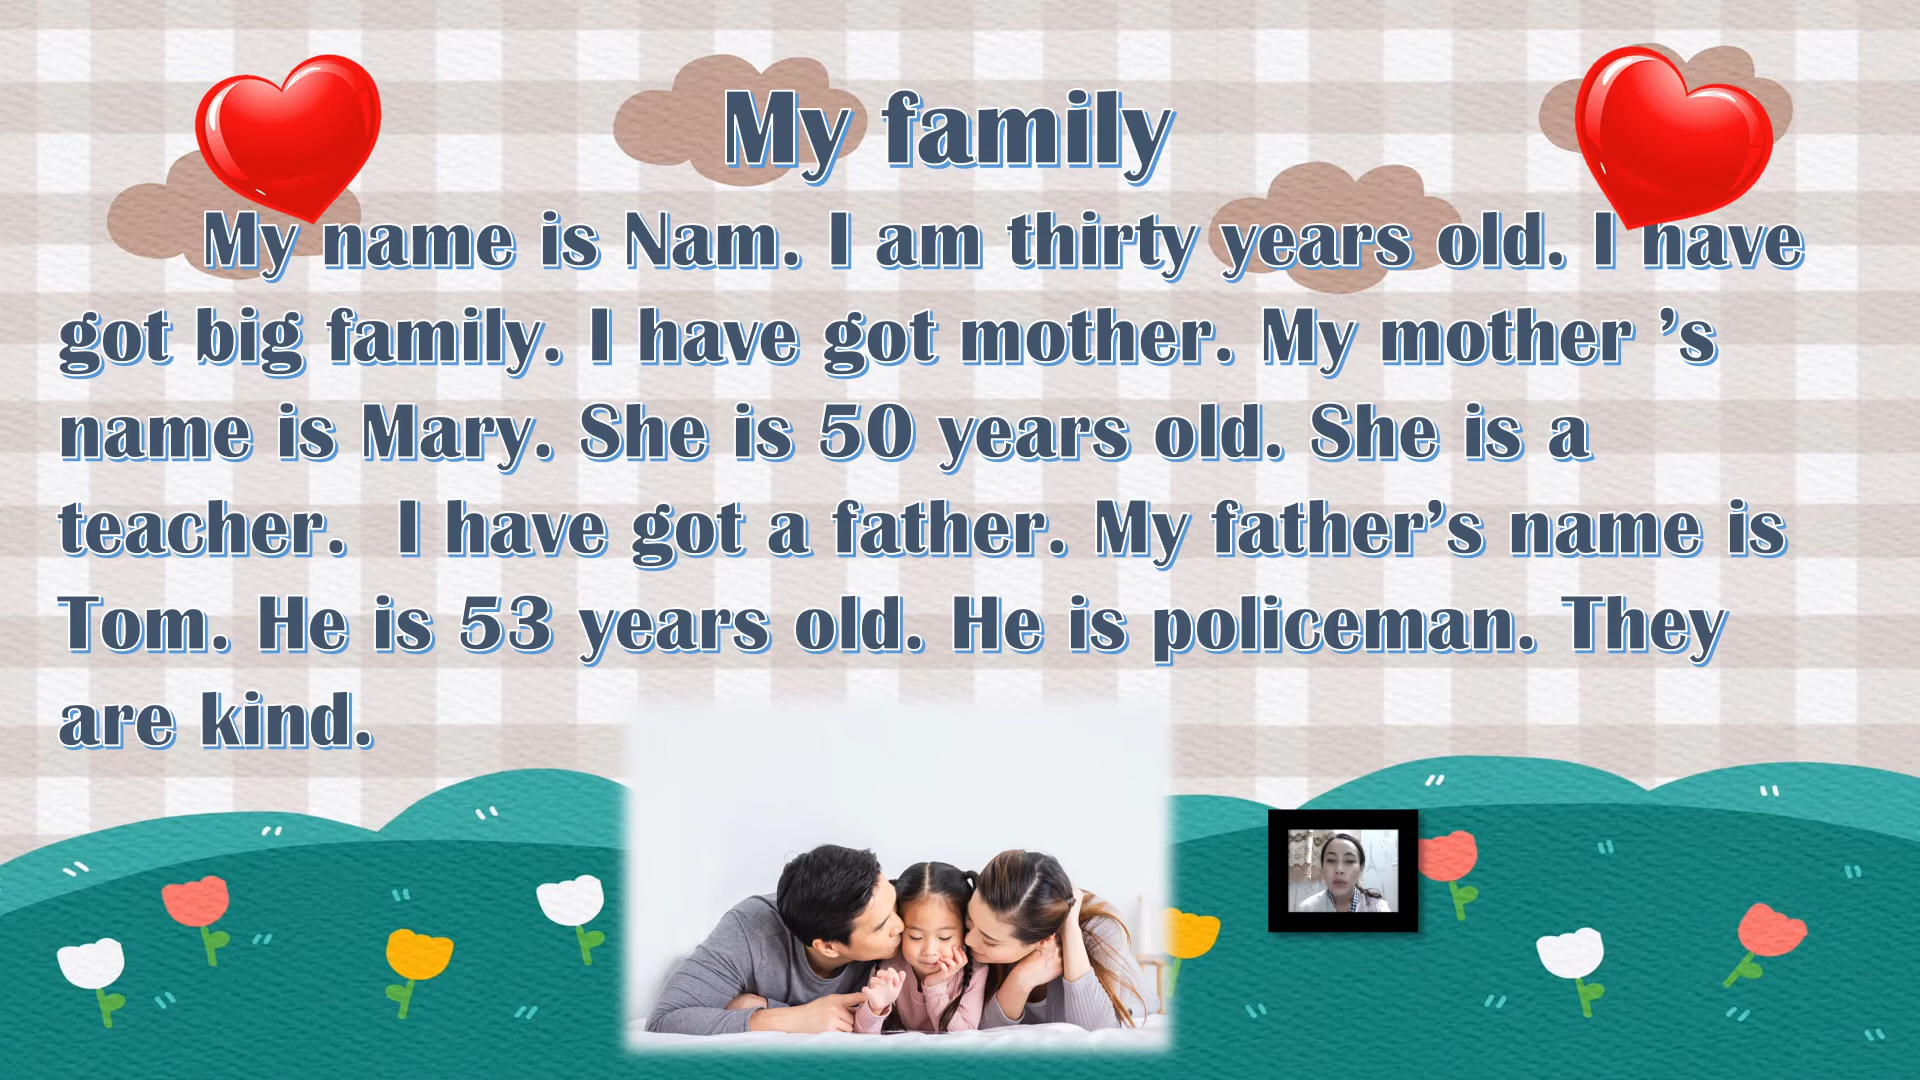 My family
My name is Nam. I am thirty years old. I have
got big family. I have got mother. My mother ’s
name is Mary. She is 50 years old. She is a
teacher.  I have got a father. My father’s name is
Tom. He is 53 years old. He is policeman. They
are kind.